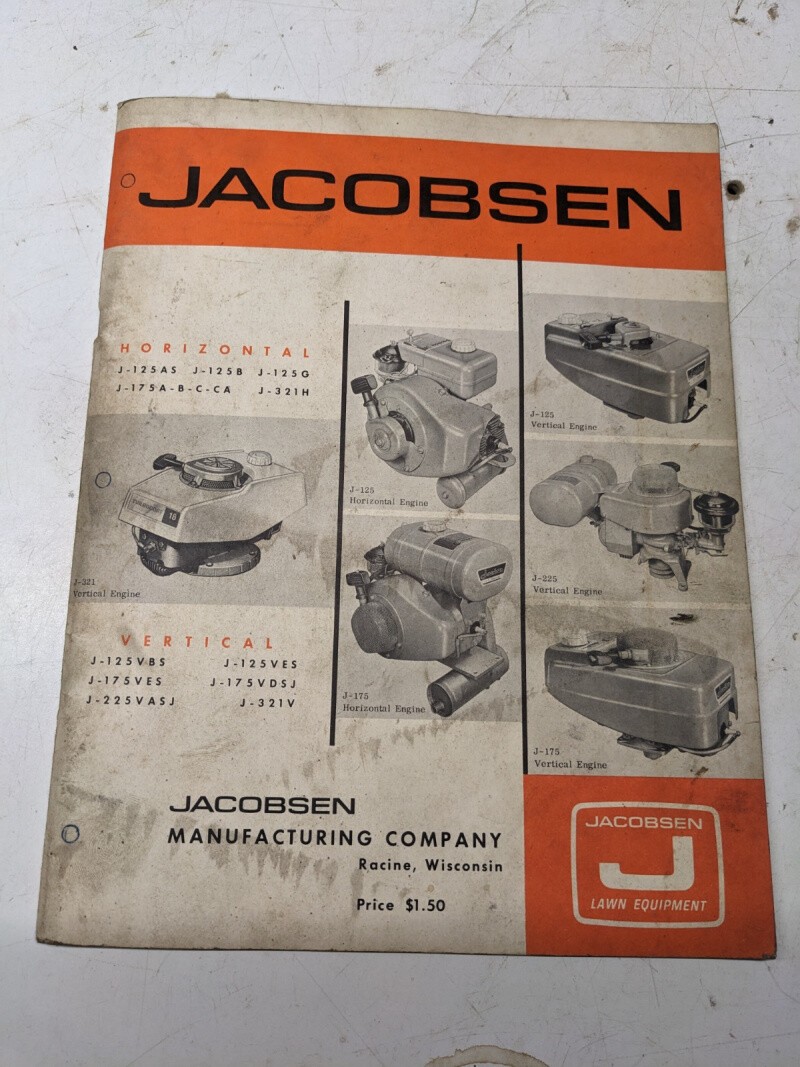 JACOBSEN
HORIZONTAL
J-125AS J-125B J-125G
J-175A-B-C-CA J-321H
18
J-321
Vertical Engine
VERTICAL
J-125VBS J-125VES
J-175VES J-175VDSJ
J-225VASJ J-321V
J-125
Horizontal Engine
J-175
Horizontal Engine
J-125
Vertical Engine
J-225
Vertical Engine
J-175
Vertical Engine
JACOBSEN
MANUFACTURING COMPANY
Racine, Wisconsin
Price $1.50
JACOBSEN
J
LAWN EQUIPMENT